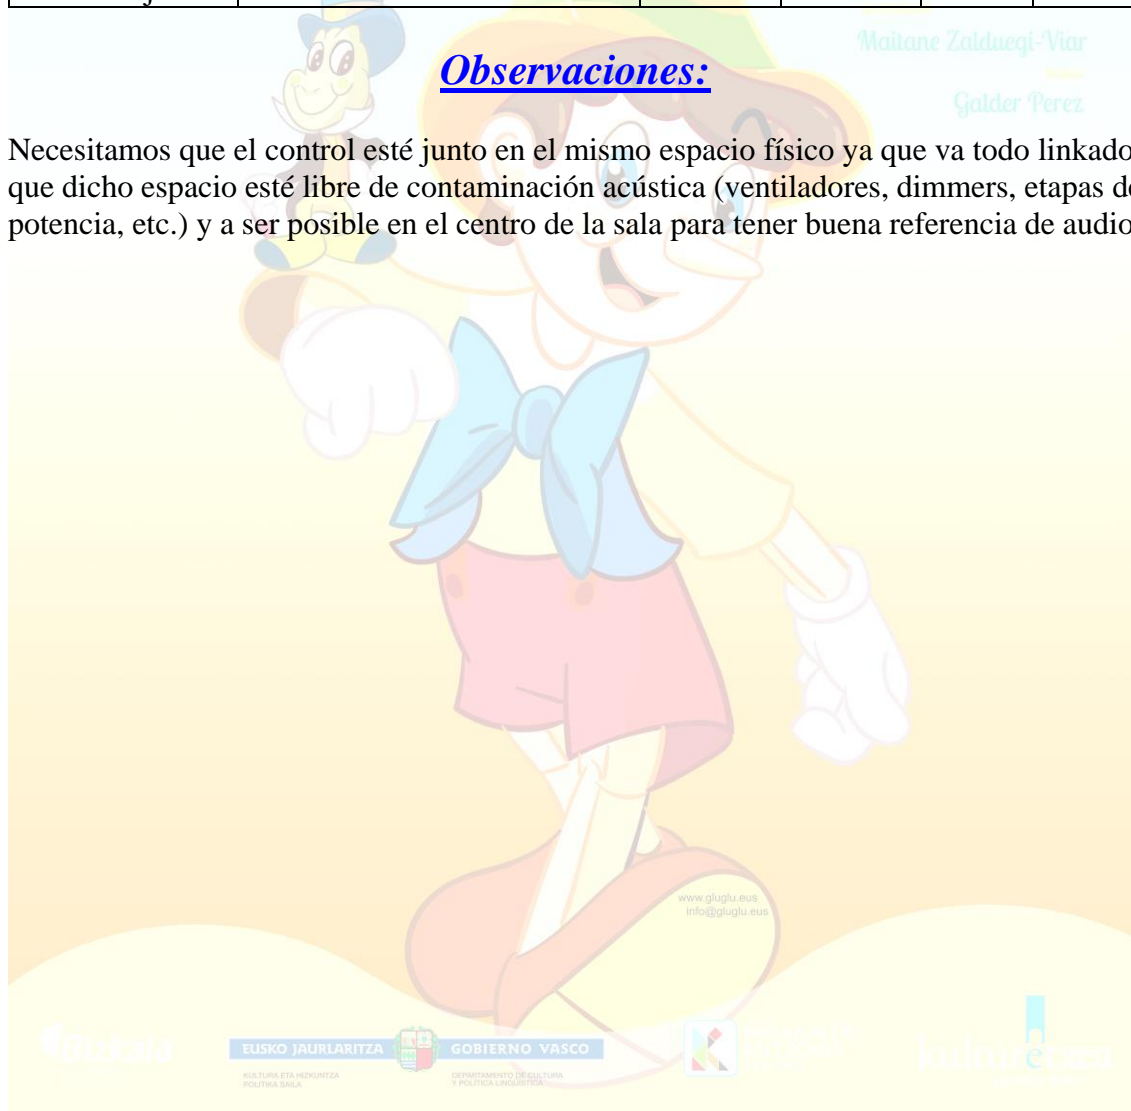 Maitane Zalduegi-Viar
Observaciones:
Galder Perez
Necesitamos que el control esté junto en el mismo espacio físico ya que va todo linkado
que dicho espacio esté libre de contaminación acústica (ventiladores, dimmers, etapas de
potencia, etc.) y a ser posible en el centro de la sala para tener buena referencia de audio
www.gluglu.eus
info@gluglu.eus
EUSKO JAURLARITZA
GOBIERNO VASCO
KULTURA ETA HIZKUNTZA
POLITIKA SAILA
DEPARTAMENTO DE CULTURA
Y POLÍTICA LINGÜÍSTICA